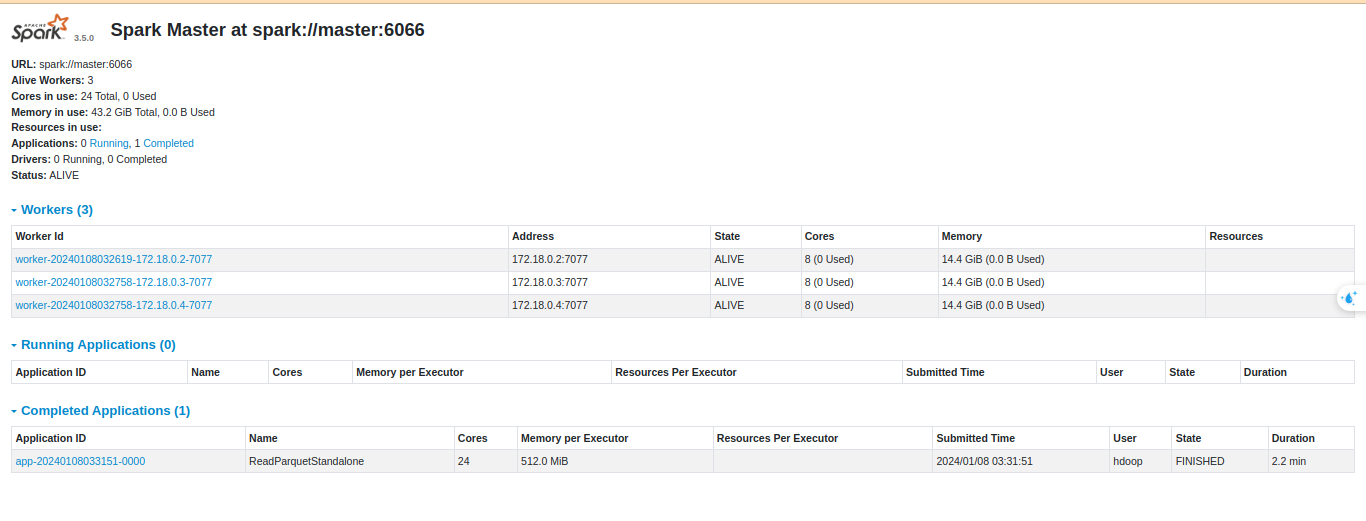 APACHE
Spark 3.5.0 Spark Master at spark://master:6066
URL: spark://master:6066
Alive Workers: 3
Cores in use: 24 Total, 0 Used
Memory in use: 43.2 GiB Total, 0.0 B Used
Resources in use:
Applications: 0 Running, 1 Completed
Drivers: 0 Running, 0 Completed
Status: ALIVE
Workers (3)
Worker Id Address State Cores Memory Resources
worker-20240108032619-172.18.0.2-7077 172.18.0.2:7077 ALIVE 8 (0 Used) 14.4 GiB (0.0 B Used)
worker-20240108032758-172.18.0.3-7077 172.18.0.3:7077 ALIVE 8 (0 Used) 14.4 GiB (0.0 B Used)
worker-20240108032758-172.18.0.4-7077 172.18.0.4:7077 ALIVE 8 (0 Used) 14.4 GiB (0.0 B Used)
Running Applications (0)
Application ID Name Cores Memory per Executor Resources Per Executor Submitted Time User State Duration
Completed Applications (1)
Application ID Name Cores Memory per Executor Resources Per Executor Submitted Time User State Duration
app-20240108033151-0000 ReadParquetStandalone 24 512.0 MiB 2024/01/08 03:31:51 hdoop FINISHED 2.2 min